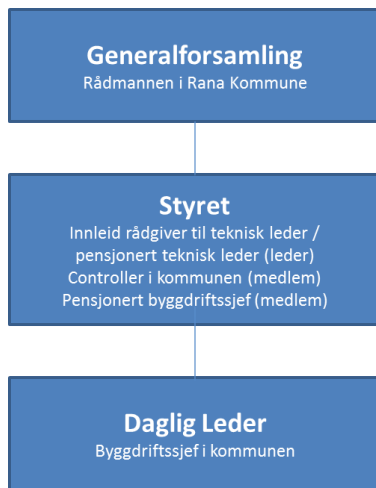 Generalforsamling
Rådmannen i Rana Kommune
Styret
Innleid rådgiver til teknisk leder /
pensjonert teknisk leder (leder)
Controller i kommunen (medlem)
Pensjonert byggdriftssjef (medlem)
Daglig Leder
Byggdriftssjef i kommunen